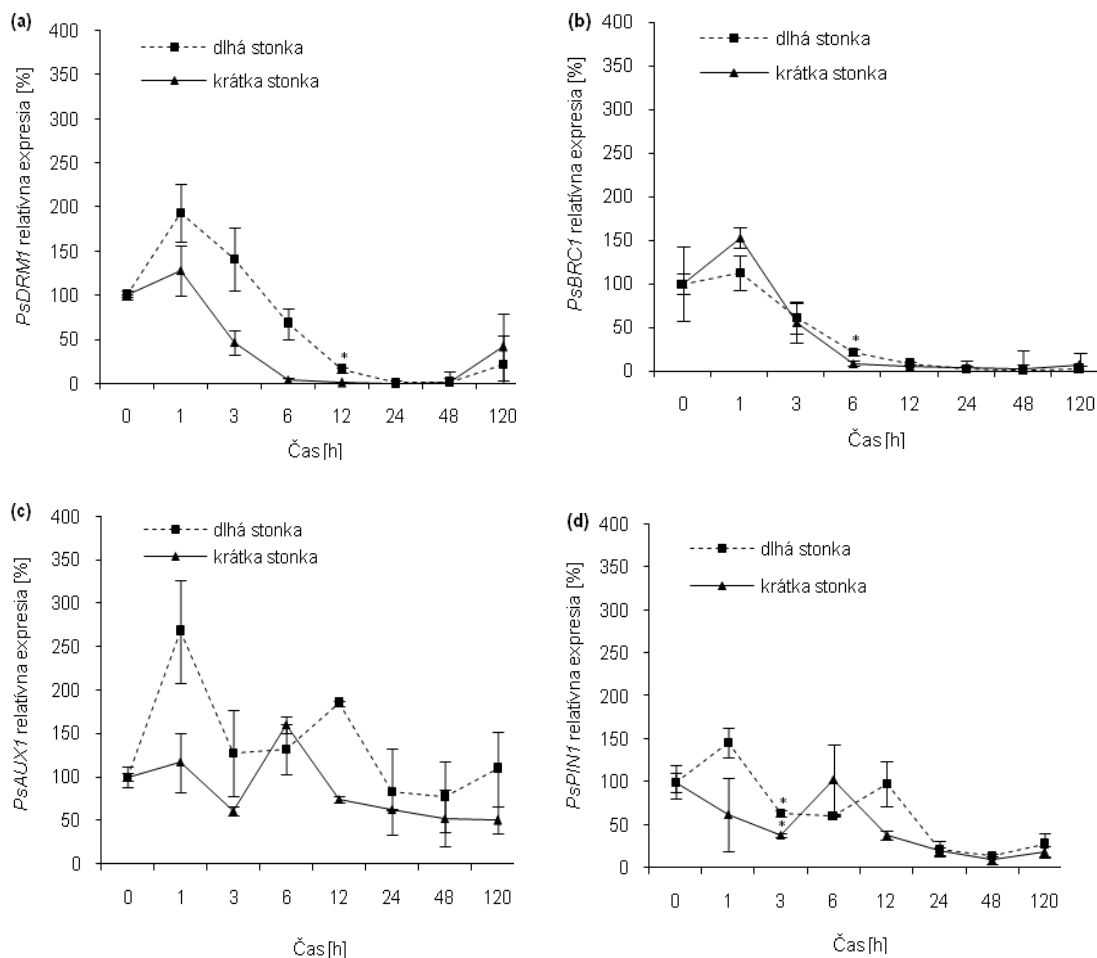 (a)
PsDRM1 relatívna expresia [%]
400
350
300
250
200
150
100
50
0
dlhá stonka
krátka stonka
*
0 1 3 6 12 24 48 120
Čas [h]
(b)
PsBRC1 relatívna expresia [%]
400
350
300
250
200
150
100
50
0
dlhá stonka
krátka stonka
*
0 1 3 6 12 24 48 120
Čas [h]
(c)
PsAUX1 relatívna expresia [%]
400
350
300
250
200
150
100
50
0
dlhá stonka
krátka stonka
0 1 3 6 12 24 48 120
Čas [h]
(d)
PsPIN1 relatívna expresia [%]
400
350
300
250
200
150
100
50
0
dlhá stonka
krátka stonka
*
*
0 1 3 6 12 24 48 120
Čas [h]